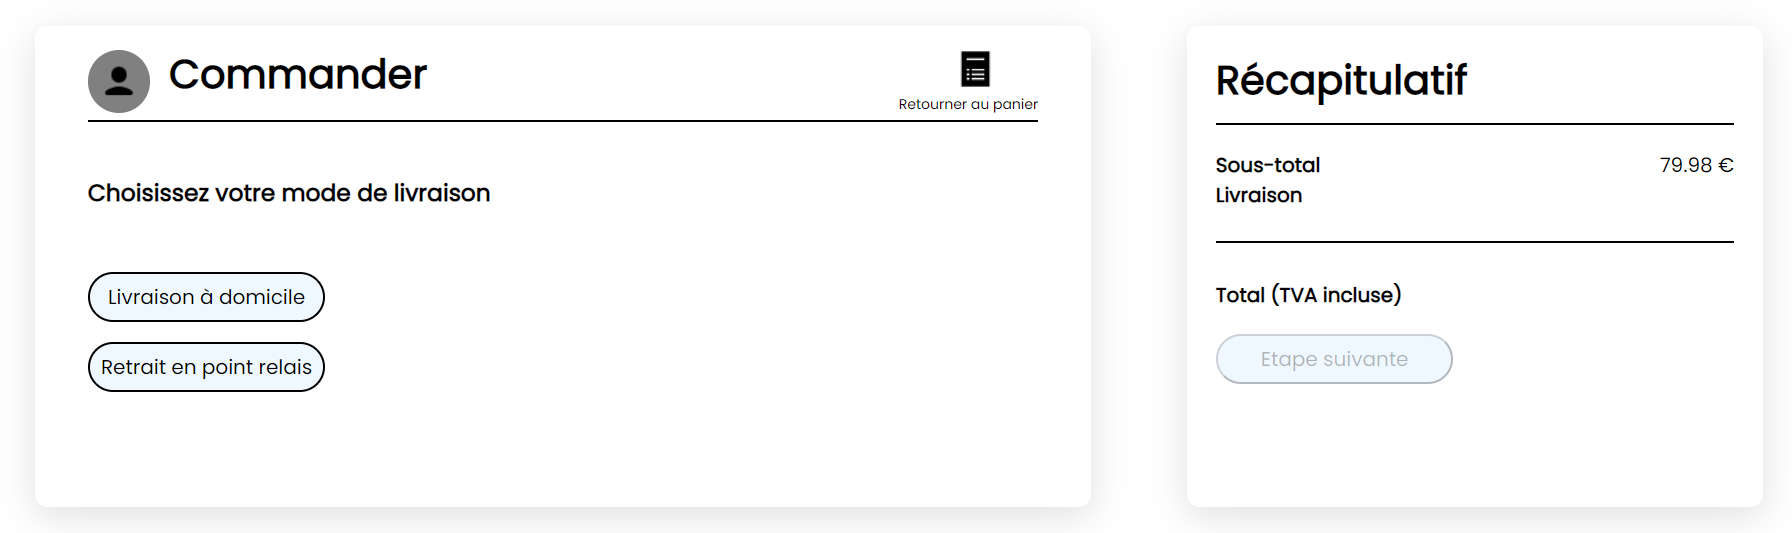 Commander
Retourner au panier
Choisissez votre mode de livraison
Livraison à domicile
Retrait en point relais
Récapitulatif
Sous-total 79.98 €
Livraison
Total (TVA incluse)
Etape suivante